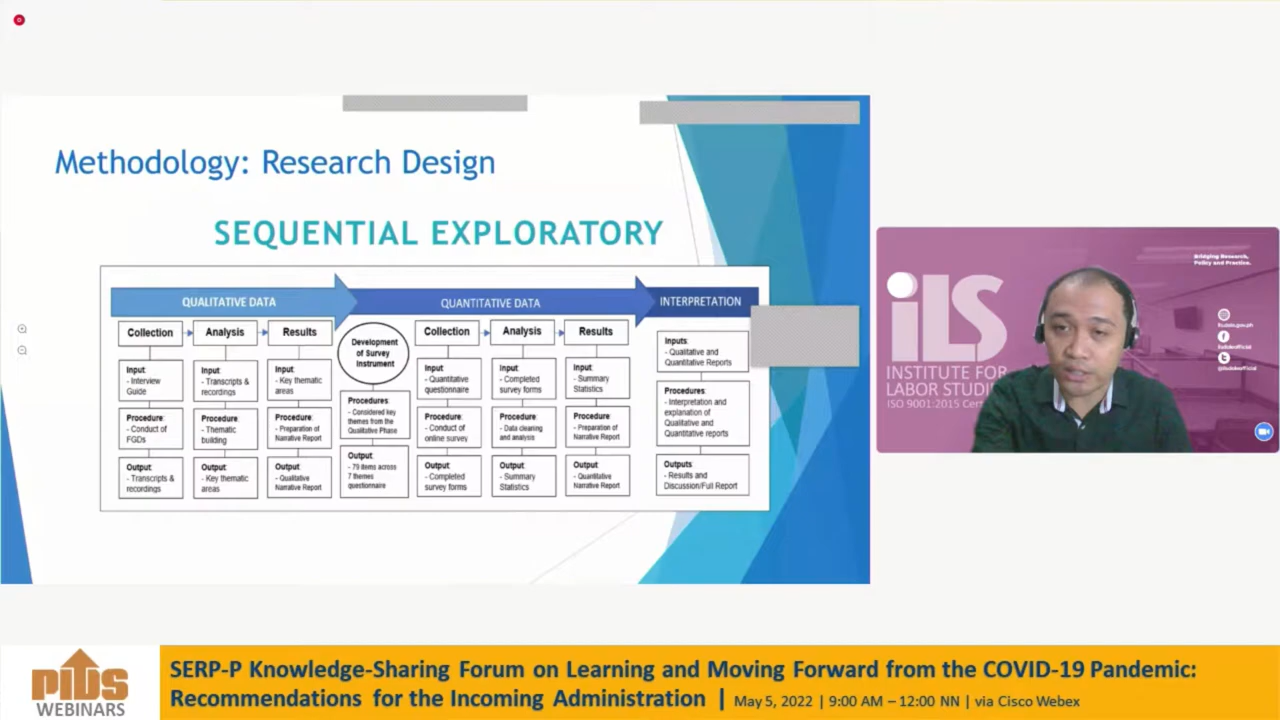 Methodology: Research Design
SEQUENTIAL EXPLORATORY
QUALITATIVE DATA
QUANTITATIVE DATA
INTERPRETATION
Collection
Analysis
Results
Input:
- Interview
Guide
Input:
- Transcripts &
recordings
Input:
- Key thematic
areas
Procedure:
- Conduct of
FGDs
Procedure:
- Thematic
building
Procedure:
- Preparation of
Narrative Report
Output:
- Transcripts &
recordings
Output:
- Key thematic
areas
Output
- Qualitative
Narrative Report
Development
of Survey
Instrument
Procedures:
- Considered key
themes from the
Qualitative Phase
Output:
- 79 items across
7 themes
questionnaire
Collection
Analysis
Results
Input:
- Quantitative
questionnaire
Input:
- Completed
survey forms
Input:
- Summary
Statistics
Procedure:
- Conduct of
online survey
Procedure:
- Data cleaning
and analysis
Procedure:
- Preparation of
Narrative Report
Output:
- Completed
survey forms
Output:
- Summary
Statistics
Output:
- Quantitative
Narrative Report
Inputs:
- Qualitative and
Quantitative Reports
Procedures:
- Interpretation and
explanation of
Qualitative and
Quantitative reports
Outputs
- Results and
Discussion/Full Report
Bridging Research,
Policy and Practice.
iLS
INSTITUTE FOR
LABOR STUDI
ISO 9001:2015 Cert
PIDS
WEBINARS
SERP-P Knowledge-Sharing Forum on Learning and Moving Forward from the COVID-19 Pandemic:
Recommendations for the Incoming Administration | May 5, 2022 | 9:00 AM – 12:00 NN | via Cisco Webex